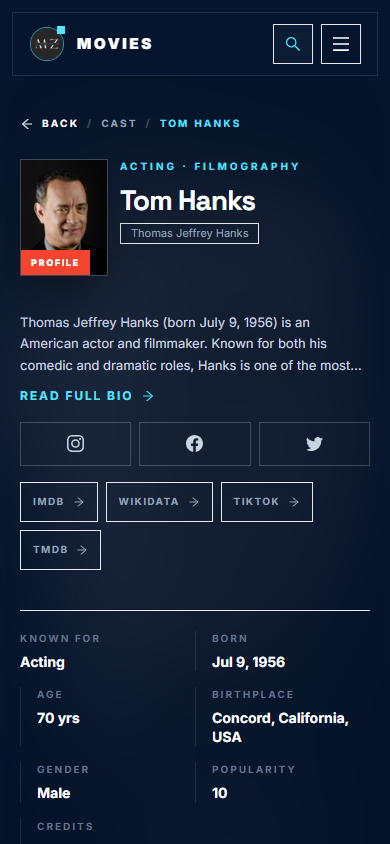 MZ MOVIES
BACK / CAST / TOM HANKS
ACTING · FILMOGRAPHY
Tom Hanks
Thomas Jeffrey Hanks
PROFILE
Thomas Jeffrey Hanks (born July 9, 1956) is an
American actor and filmmaker. Known for both his
comedic and dramatic roles, Hanks is one of the most...
READ FULL BIO
IMDB
WIKIDATA
TIKTOK
TMDB
KNOWN FOR
Acting
BORN
Jul 9, 1956
AGE
70 yrs
BIRTHPLACE
Concord, California,
USA
GENDER
Male
POPULARITY
10
CREDITS